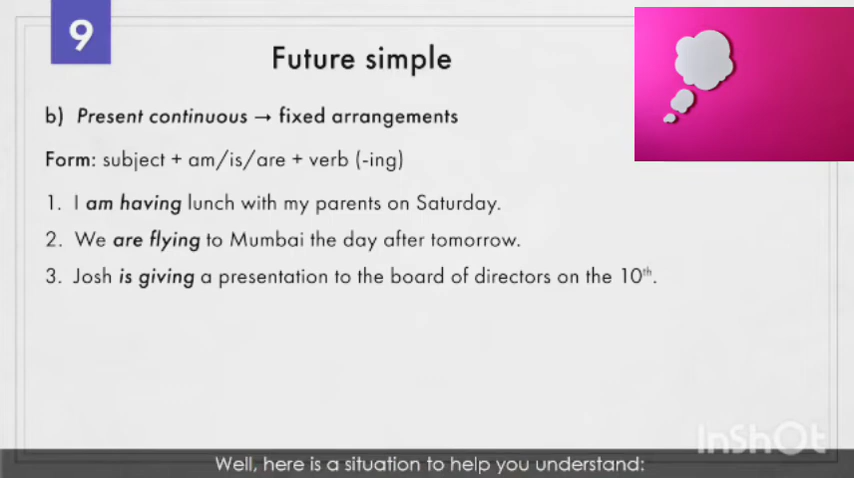 9
Future simple
b) Present continuous → fixed arrangements
Form: subject + am/is/are + verb (-ing)
1. I am having lunch with my parents on Saturday.
2. We are flying to Mumbai the day after tomorrow.
3. Josh is giving a presentation to the board of directors on the 10th.
InShOt
Well, here is a situation to help you understand: